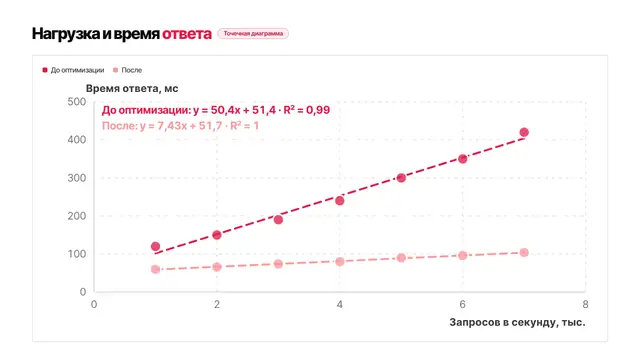 Нагрузка и время ответа
Точечная диаграмма
До оптимизации
После
Время ответа, мс
500
До оптимизации: y = 50,4x + 51,4 · R² = 0,99
После: y = 7,43x + 51,7 · R² = 1
400
300
200
100
0
0 2 4 6 8
Запросов в секунду, тыс.